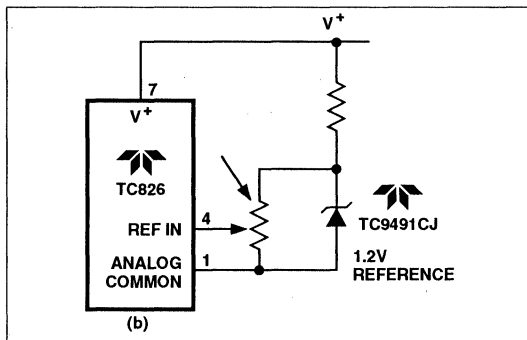 V+
7
V+
TC826
REF IN 4
TC9491CJ
ANALOG
COMMON 1
1.2V
REFERENCE
(b)